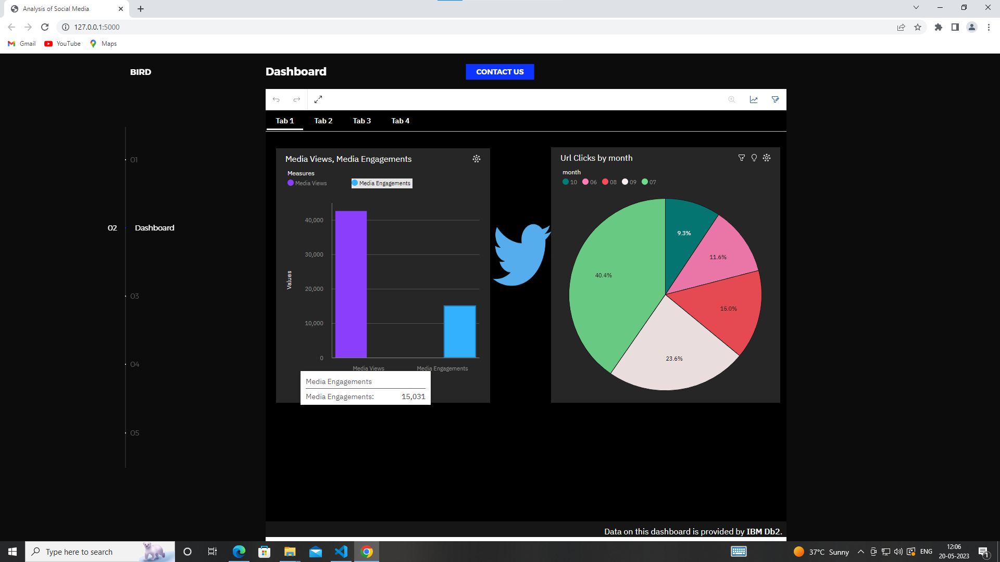 Analysis of Social Media
127.0.0.1:5000
Gmail YouTube Maps
BIRD
Dashboard
CONTACT US
Tab 1 Tab 2 Tab 3 Tab 4
01
02 Dashboard
03
04
05
Media Views, Media Engagements
Measures
Media Views Media Engagements
Values
40,000
30,000
20,000
10,000
0
Media Views Media Engagements
Media Engagements
Media Engagements: 15,031
Url Clicks by month
month
10 06 08 09 07
9.3%
11.6%
40.4%
15.0%
23.6%
Data on this dashboard is provided by IBM Db2.
Type here to search
37°C Sunny
ENG
12:06
20-05-2023
1